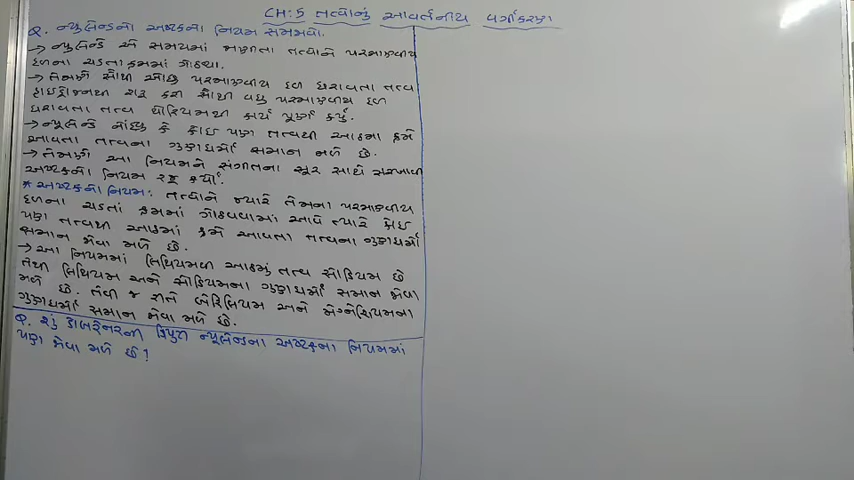 CH:5 તત્વોનું આવર્તનીય વર્ગીકરણ
Q. ન્યૂલેન્ડનો અષ્ટકનો નિયમ સમજાવો.
→ ન્યૂલેન્ડે એ સમયમાં જાણીતા તત્વોને પરમાણ્વીય
દળના ચડતા ક્રમમાં ગોઠવ્યા.
→ તેમણે સૌથી ઓછુ પરમાણ્વીય દળ ધરાવતા તત્વ
હાઇડ્રોજનથી શરૂ કરી સૌથી વધુ પરમાણ્વીય દળ
ધરાવતા તત્વ થોરિયમથી કાર્ય પૂર્ણ કર્યું.
→ ન્યૂલેન્ડે નોંધ્યુ કે કોઇ પણ તત્વથી આઠમા ક્રમે
આવતા તત્વના ગુણધર્મો સમાન મળે છે.
→ તેમણે આ નિયમને સંગીતના સૂર સાથે સરખાવી
અષ્ટકનો નિયમ રજૂ કર્યો.
* અષ્ટકનો નિયમ: તત્વોને જ્યારે તેમના પરમાણ્વીય
દળના ચડતાં ક્રમમાં ગોઠવવામાં આવે ત્યારે કોઇ
પણ તત્વથી આઠમાં ક્રમે આવતા તત્વના ગુણધર્મો
સમાન જોવા મળે છે.
→ આ નિયમમાં લિથિયમથી આઠમું તત્વ સોડિયમ છે
તેથી લિથિયમ અને સોડિયમના ગુણધર્મો સમાન જોવા
મળે છે. તેવી જ રીતે બેરિલિયમ અને મેગ્નેશિયમના
ગુણધર્મો સમાન જોવા મળે છે.
Q. શું ડોબરેનરની ત્રિપુટી ન્યૂલેન્ડના અષ્ટકના નિયમમાં
પણ જોવા મળે છે?